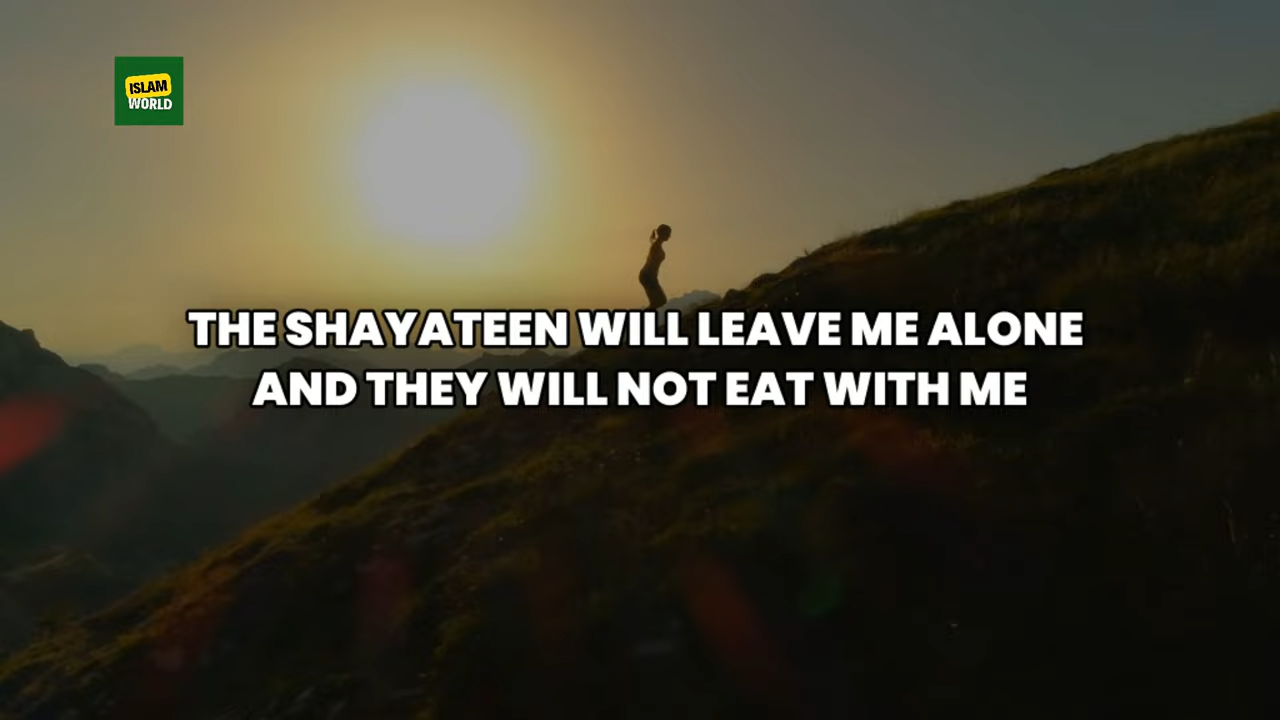 ISLAM
WORLD
THE SHAYATEEN WILL LEAVE ME ALONE
AND THEY WILL NOT EAT WITH ME